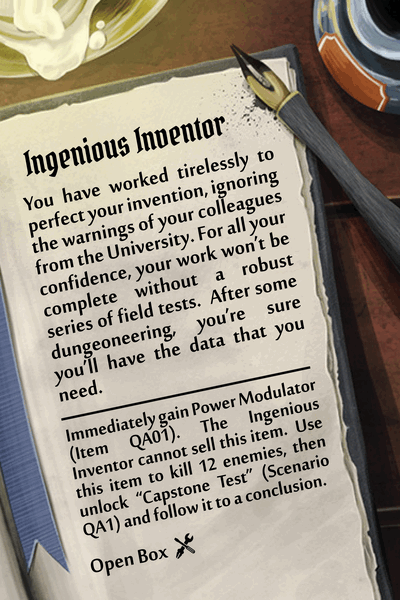 Ingenious Inventor
You have worked tirelessly to
perfect your invention, ignoring
the warnings of your colleagues
from the University. For all your
confidence, your work won't be
complete without a robust
series of field tests. After some
dungeoneering, you're sure
you'll have the data that you
need.
Immediately gain Power Modulator
(Item QA01). The Ingenious
Inventor cannot sell this item. Use
this item to kill 12 enemies, then
unlock "Capstone Test" (Scenario
QA1) and follow it to a conclusion.
Open Box